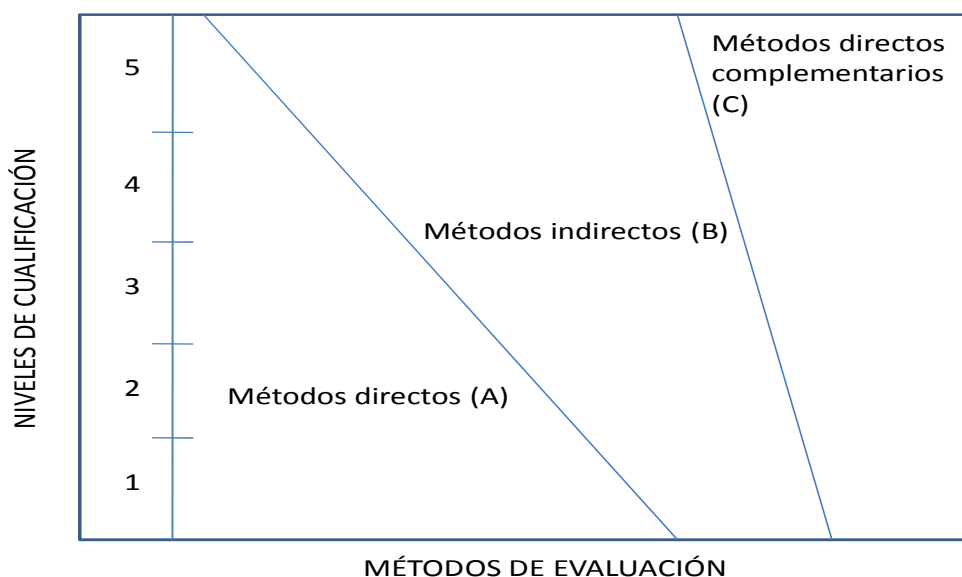 NIVELES DE CUALIFICACIÓN
5
4
3
2
1
Métodos directos
complementarios
(C)
Métodos indirectos (B)
Métodos directos (A)
MÉTODOS DE EVALUACIÓN